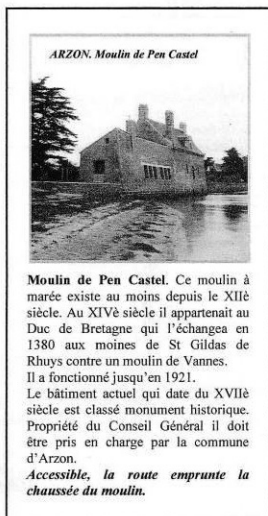 ARZON. Moulin de Pen Castel
Moulin de Pen Castel. Ce moulin à
marée existe au moins depuis le XIIè
siècle. Au XIVè siècle il appartenait au
Duc de Bretagne qui l'échangea en
1380 aux moines de St Gildas de
Rhuys contre un moulin de Vannes.
Il a fonctionné jusqu'en 1921.
Le bâtiment actuel qui date du XVIIè
siècle est classé monument historique.
Propriété du Conseil Général il doit
être pris en charge par la commune
d'Arzon.
Accessible, la route emprunte la
chaussée du moulin.